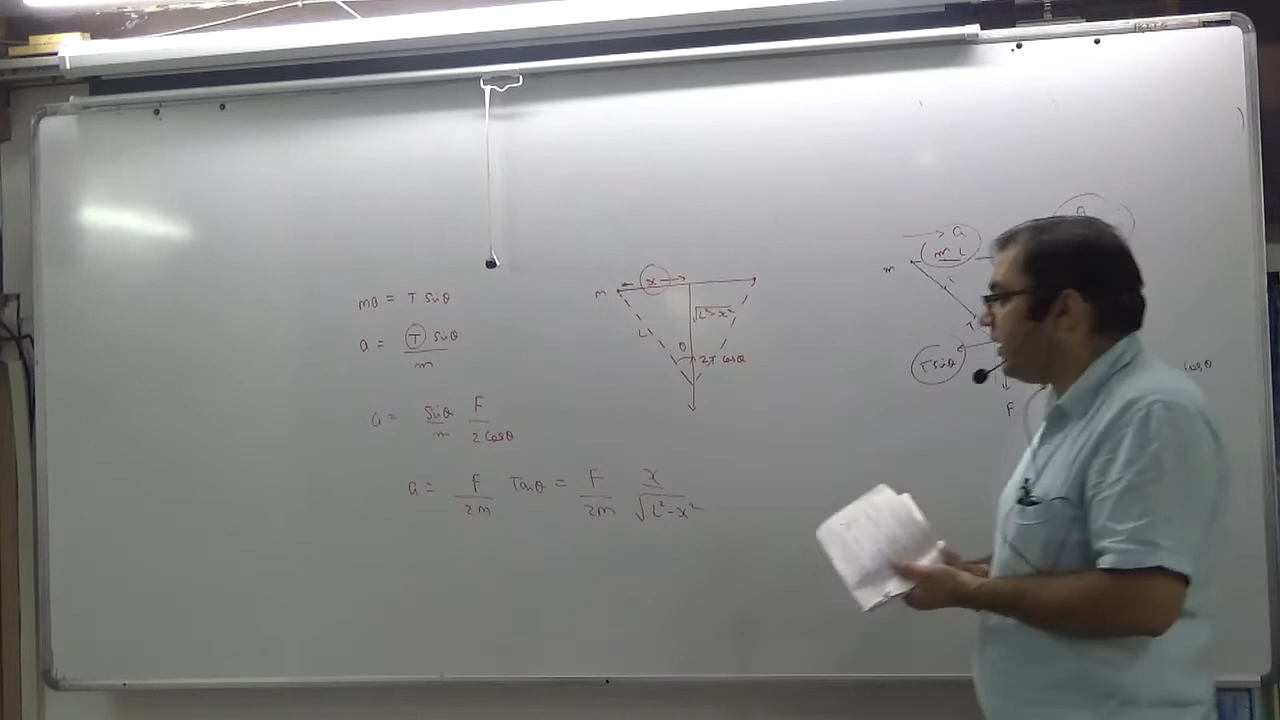 ma = T sinθ
a = T sinθ / m
a = sinθ / m F / 2 cosθ
a = F / 2m Tanθ = F / 2m x / √L²-x²
x
m
√L²-x²
L
θ
2T cosθ
a
m
T sinθ
F
cosθ